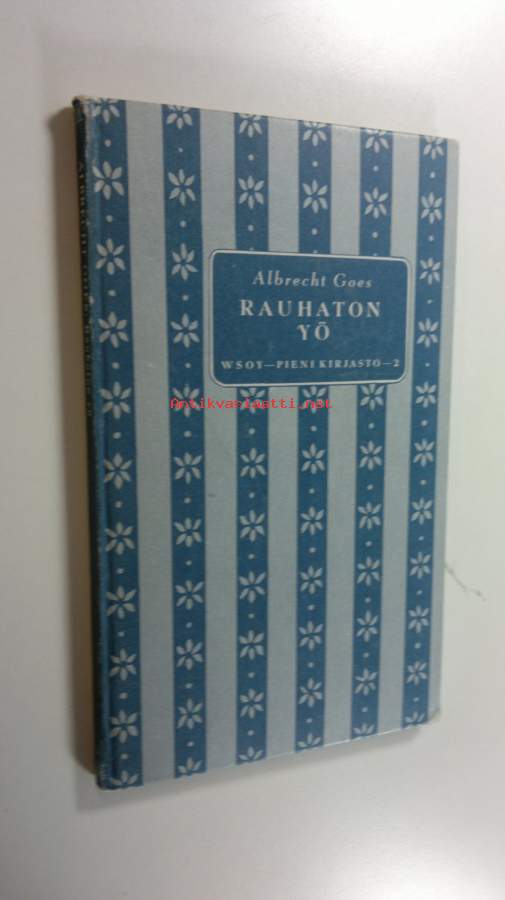 Albrecht Goes
RAUHATON
YÖ
WSOY—PIENI KIRJASTO—2
Antikvariaatti.net